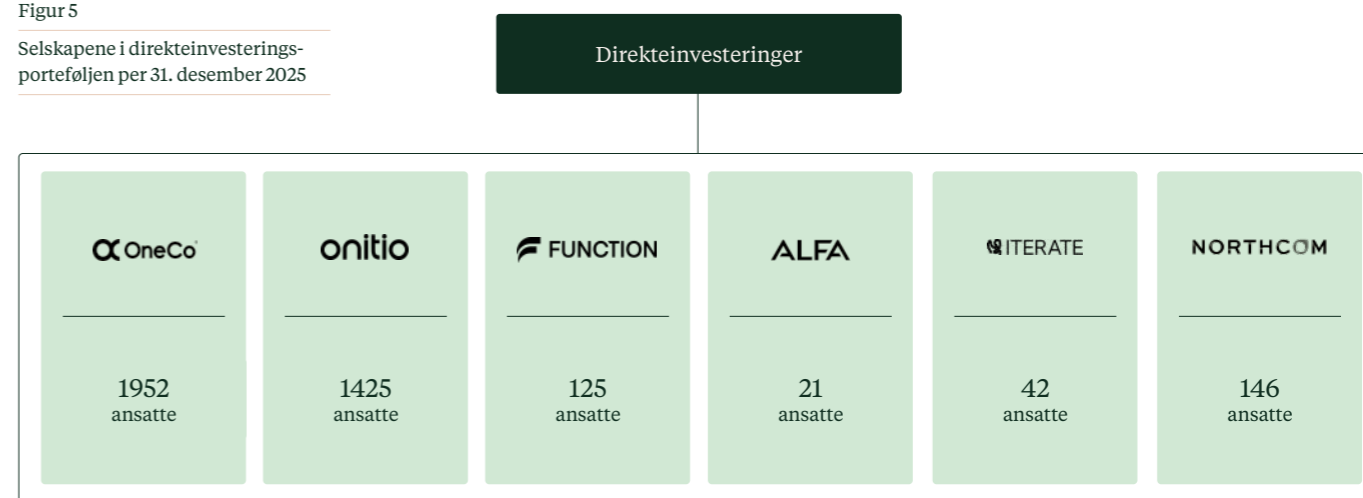 Figur 5
Selskapene i direkteinvesterings-
porteføljen per 31. desember 2025
Direkteinvesteringer
OneCo
onitio
FUNCTION
ALFA
ITERATE
NORTHCOM
1952
ansatte
1425
ansatte
125
ansatte
21
ansatte
42
ansatte
146
ansatte